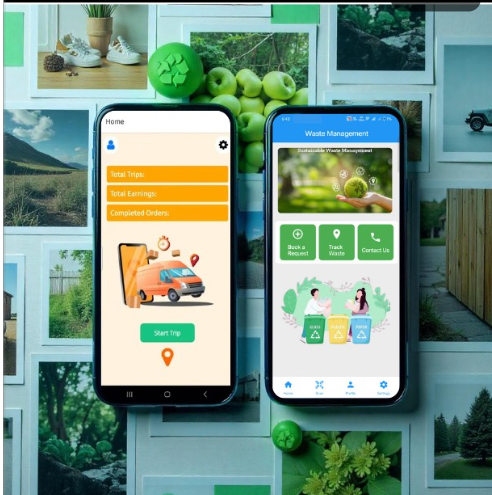 Home
Total Trips:
Total Earnings:
Completed Orders:
Start Trip
Waste Management
Sustainable Waste Management
Book a
Request
Track
Waste
Contact Us
Home
Scan
Profile
Settings